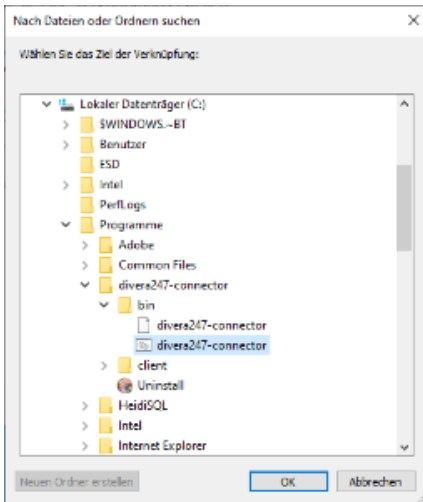 Nach Dateien oder Ordnern suchen
Wählen Sie das Ziel der Verknüpfung:
Lokaler Datenträger (C:)
$WINDOWS.~BT
Benutzer
ESD
Intel
PerfLogs
Programme
Adobe
Common Files
divera247-connector
bin
divera247-connector
divera247-connector
client
Uninstall
HeidiSQL
Intel
Internet Explorer
Neuen Ordner erstellen OK Abbrechen